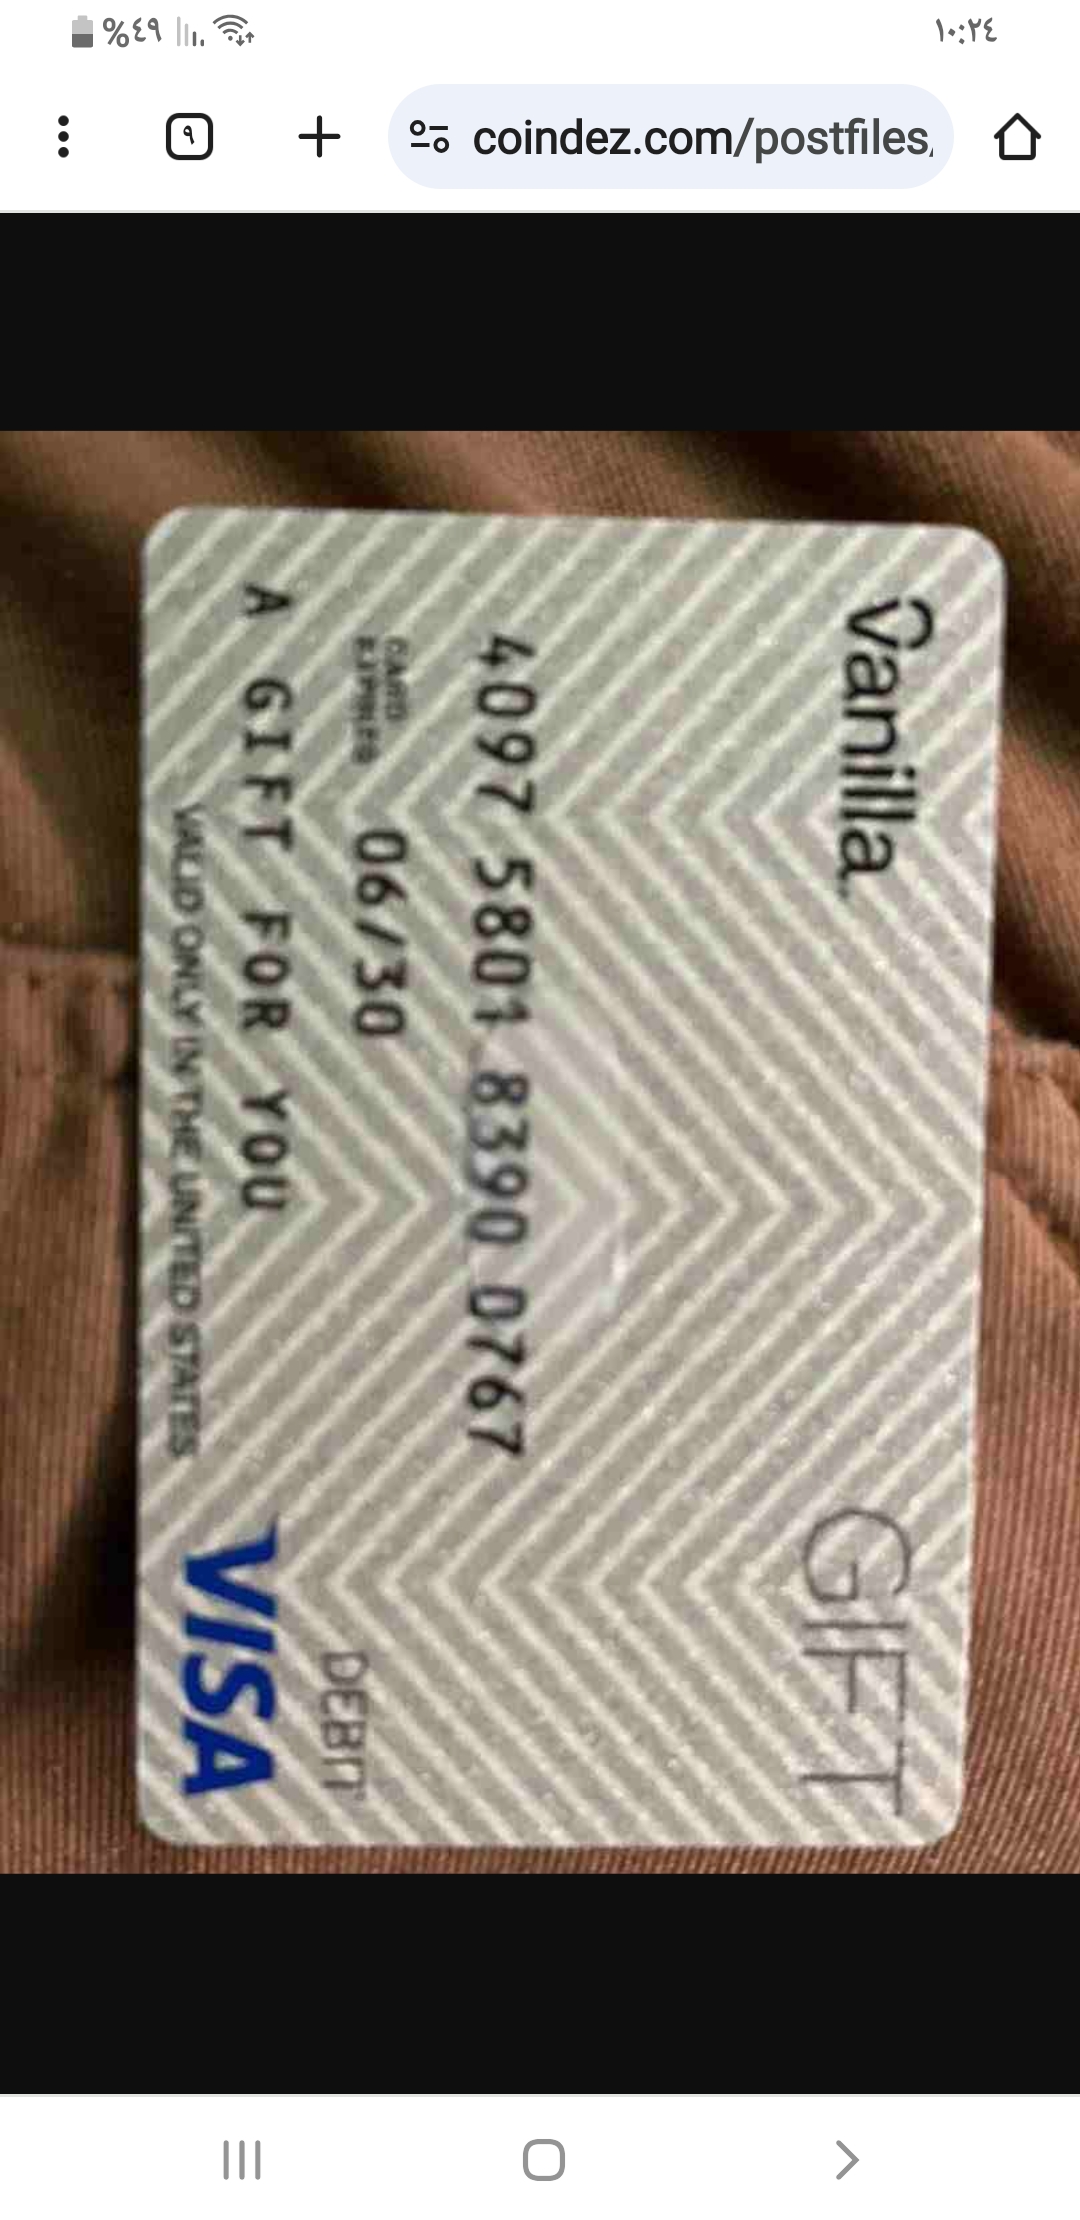 %٤٩ ١٠:٢٤
٩ coindez.com/postfiles
Vanilla
GIFT
4097 5801 8390 0767
CARD
EXPIRES 06/30
DEBIT
A GIFT FOR YOU
VALID ONLY IN THE UNITED STATES
VISA